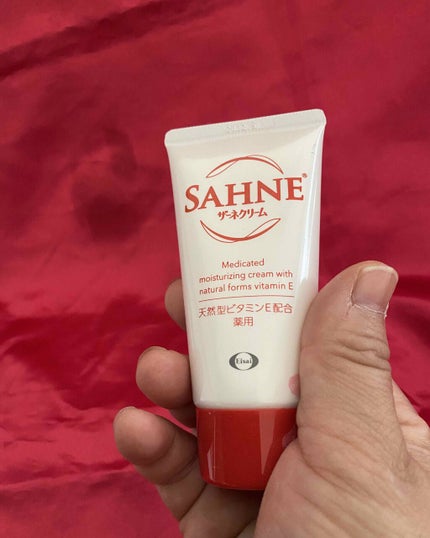 SAHNE®
ザーネクリーム
Medicated
moisturizing cream with
natural forms vitamin E
天然型ビタミンE配合
薬用
Eisai